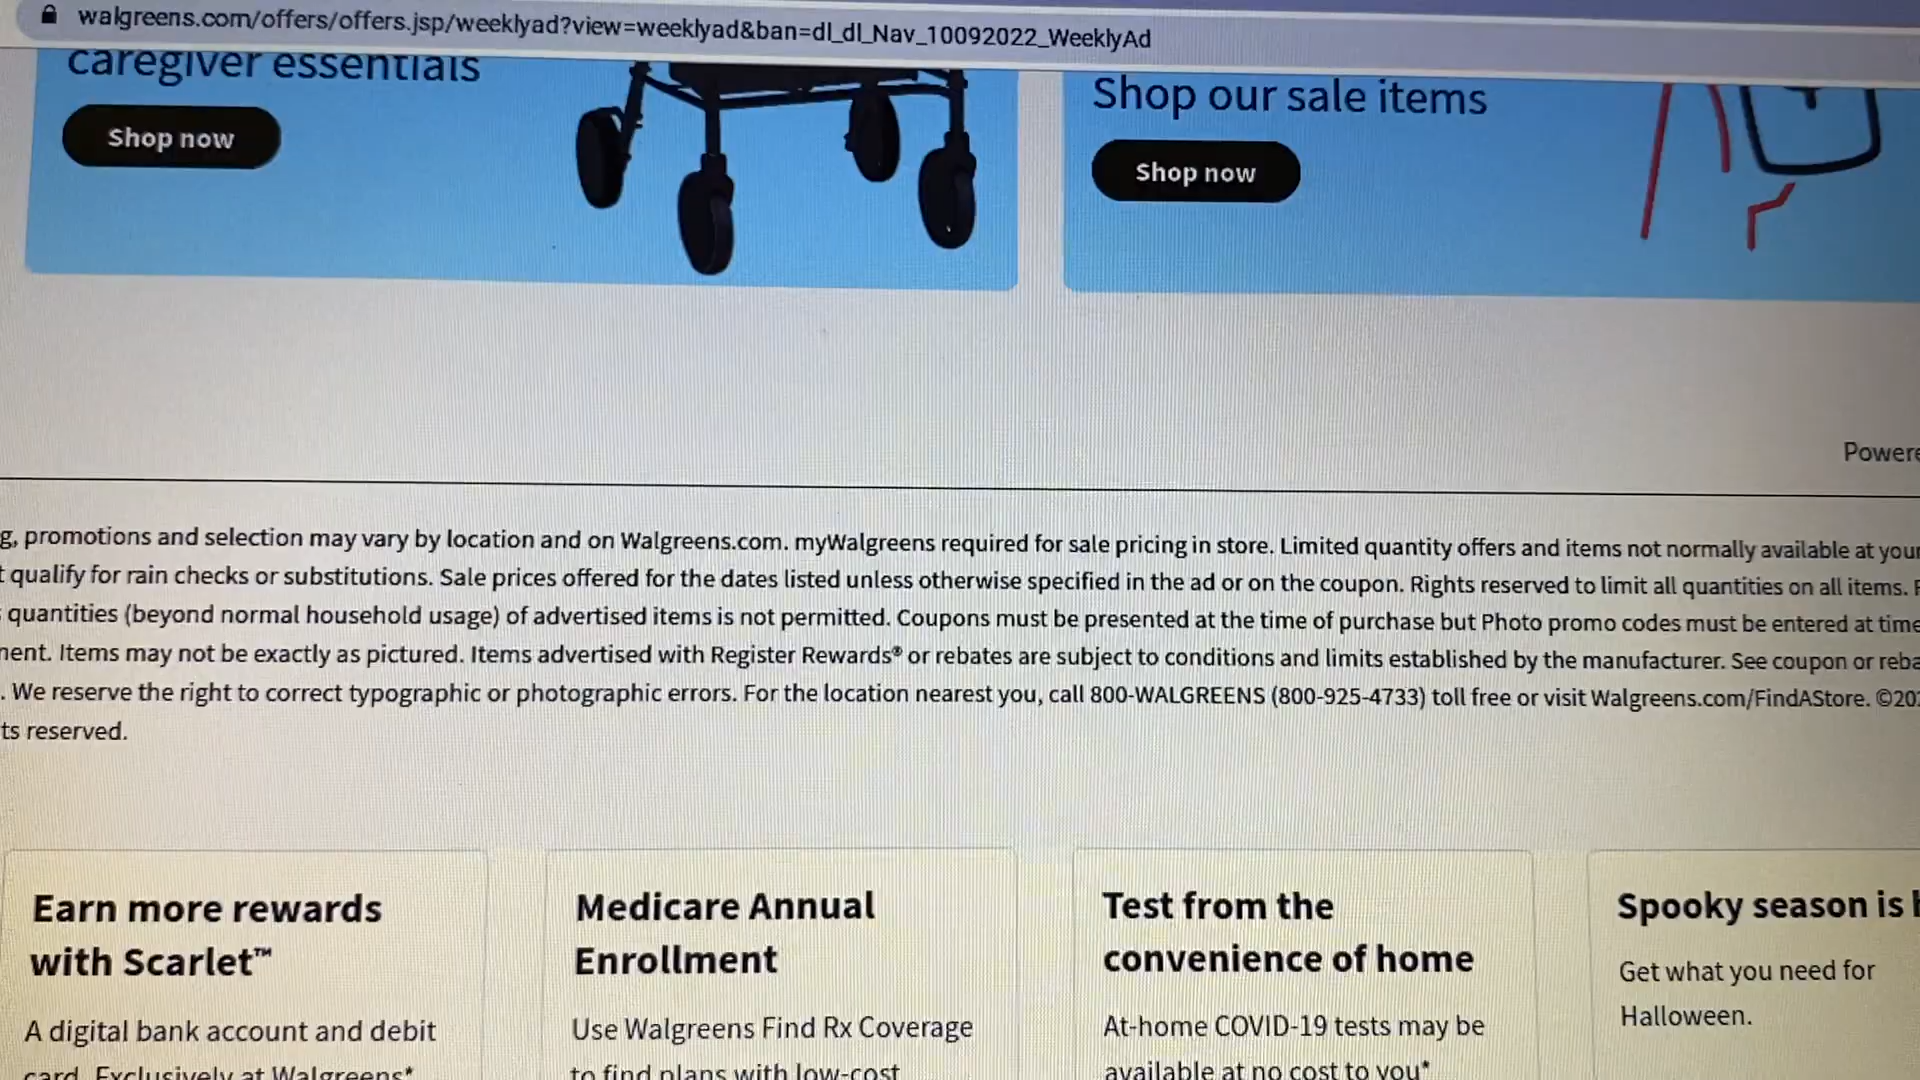 walgreens.com/offers/offers.jsp/weeklyad?view=weeklyad&ban=dl_dl_Nav_10092022_WeeklyAd
caregiver essentials
Shop now
Shop our sale items
Shop now
promotions and selection may vary by location and on Walgreens.com. myWalgreens required for sale pricing in store. Limited quantity offers and items not normally available at your
qualify for rain checks or substitutions. Sale prices offered for the dates listed unless otherwise specified in the ad or on the coupon. Rights reserved to limit all quantities on all items.
quantities (beyond normal household usage) of advertised items is not permitted. Coupons must be presented at the time of purchase but Photo promo codes must be entered at time
Items may not be exactly as pictured. Items advertised with Register Rewards® or rebates are subject to conditions and limits established by the manufacturer. See coupon or
. We reserve the right to correct typographic or photographic errors. For the location nearest you, call 800-WALGREENS (800-925-4733) toll free or visit Walgreens.com/FindAStore.
reserved.
Earn more rewards
with Scarlet™
A digital bank account and debit
card. Exclusively at Walgreens*
Medicare Annual
Enrollment
Use Walgreens Find Rx Coverage
to find plans with low-cost
Test from the
convenience of home
At-home COVID-19 tests may be
available at no cost to you*
Spooky season is
Get what you need for
Halloween.